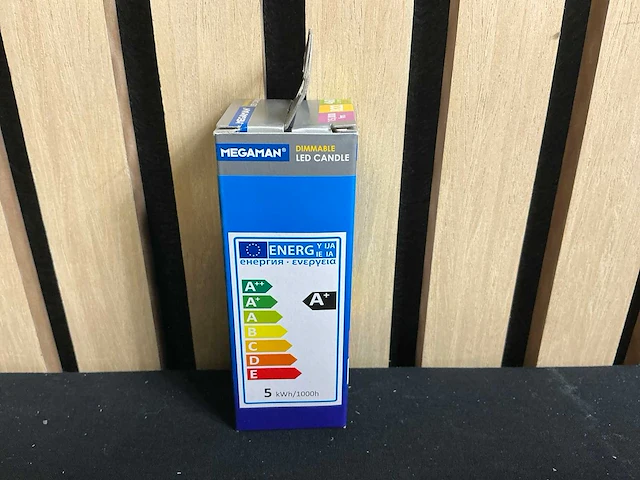 MEGAMAN® DIMMABLE
LED CANDLE
ENERG Y IJA
IE IA
енергия · ενεργεια
A++
A+
A+
A
B
C
D
E
5 kWh/1000h